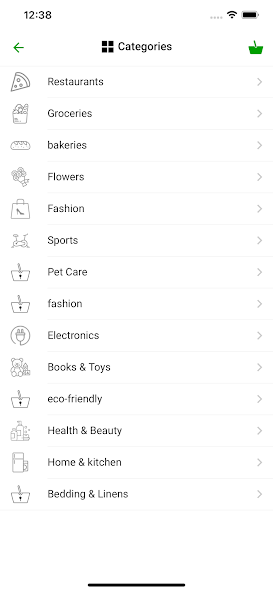 12:38
Categories
Restaurants
Groceries
bakeries
Flowers
Fashion
Sports
Pet Care
fashion
Electronics
Books & Toys
eco-friendly
Health & Beauty
Home & kitchen
Bedding & Linens